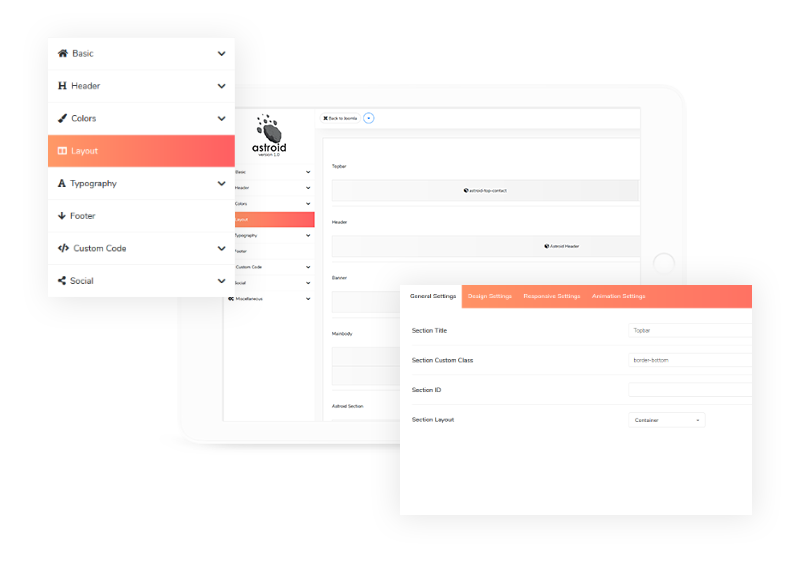 Basic
Header
Colors
Layout
Typography
Footer
Custom Code
Social
astroid
version 1.0
Basic
Header
Colors
Layout
Typography
Footer
Custom Code
Social
Miscellaneous
Back to Joomla
Topbar
astroid-top-contact
Header
Astroid Header
Banner
Mainbody
Astroid Section
General Settings Design Settings Responsive Settings Animation Settings
Section Title Topbar
Section Custom Class border-bottom
Section ID
Section Layout Container